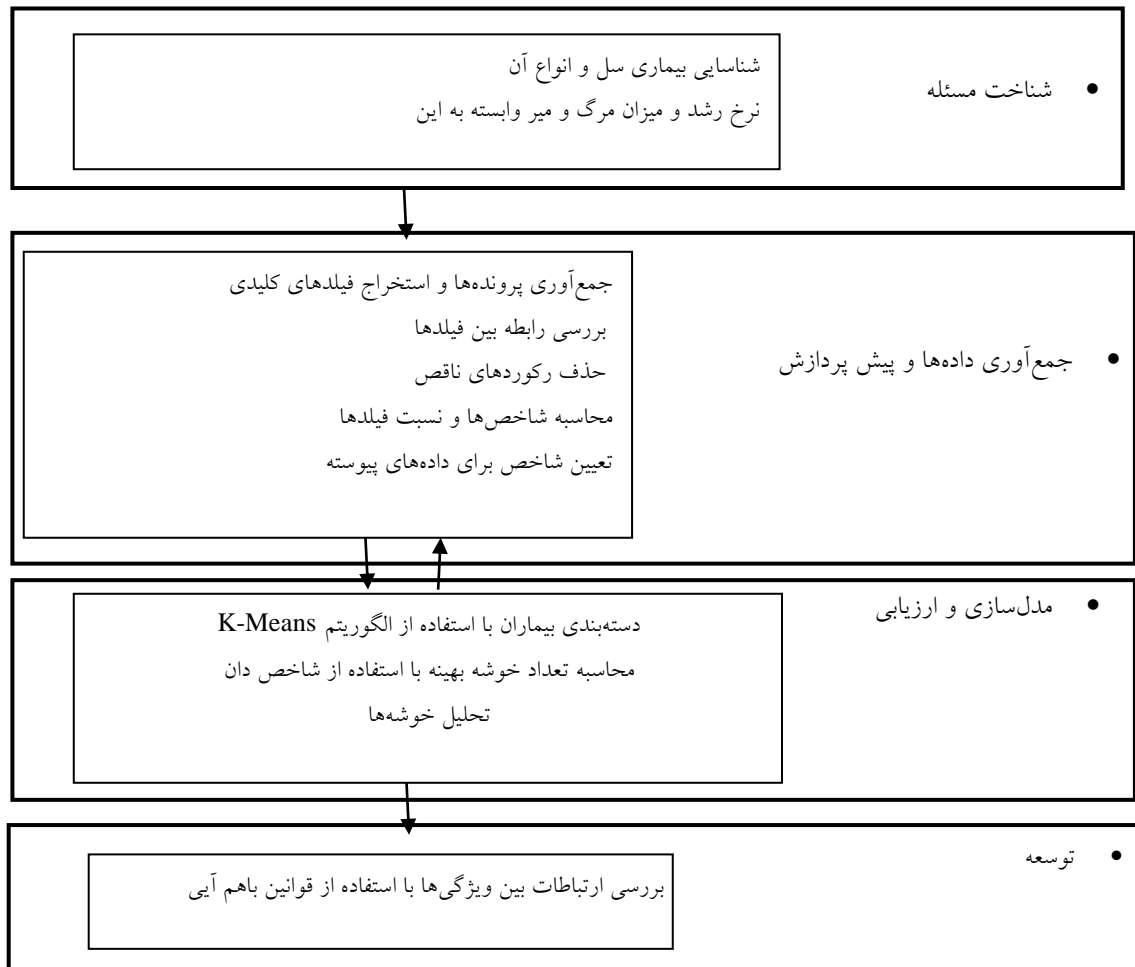 شناخت مسئله
شناسایی بیماری سل و انواع آن
نرخ رشد و میزان مرگ و میر وابسته به این
جمع‌آوری داده‌ها و پیش پردازش
جمع‌آوری پرونده‌ها و استخراج فیلدهای کلیدی
بررسی رابطه بین فیلدها
حذف رکوردهای ناقص
محاسبه شاخص‌ها و نسبت فیلدها
تعیین شاخص برای داده‌های پیوسته
مدل‌سازی و ارزیابی
دسته‌بندی بیماران با استفاده از الگوریتم K-Means
محاسبه تعداد خوشه بهینه با استفاده از شاخص دان
تحلیل خوشه‌ها
توسعه
بررسی ارتباطات بین ویژگی‌ها با استفاده از قوانین باهم آیی